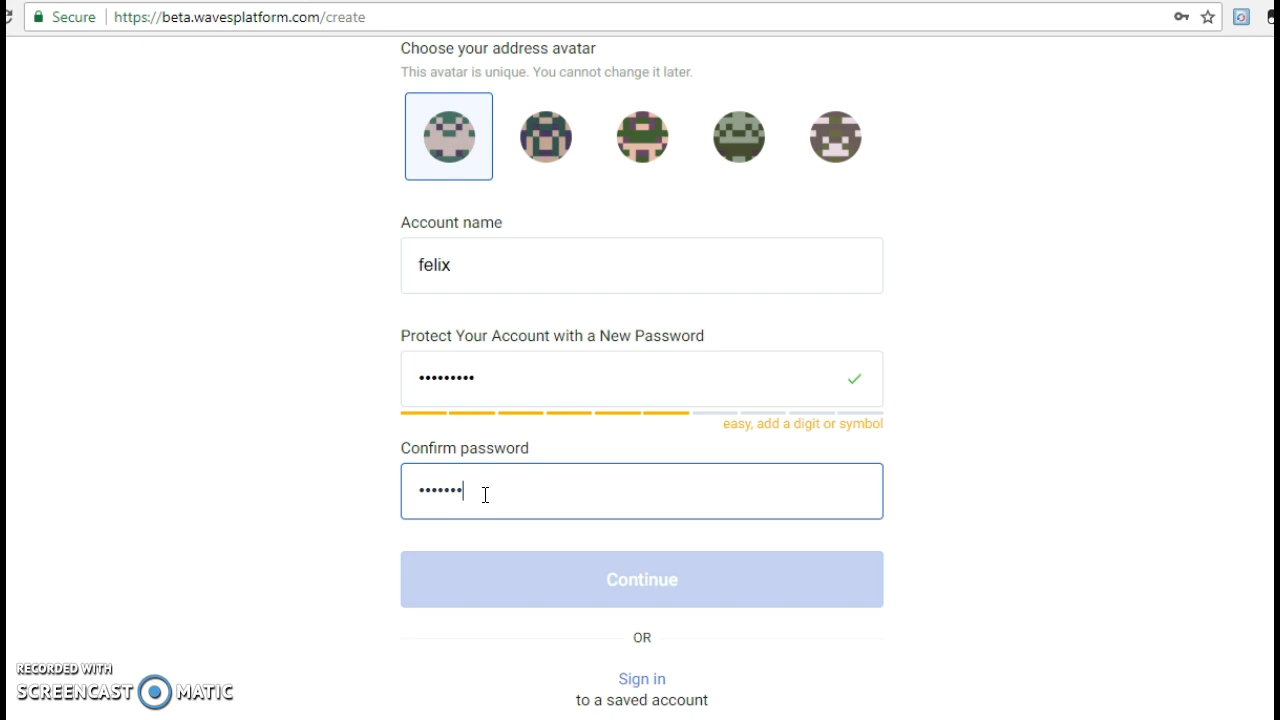 Secure
https://beta.wavesplatform.com/create
Choose your address avatar
This avatar is unique. You cannot change it later.
Account name
felix
Protect Your Account with a New Password
•••••••••
easy, add a digit or symbol
Confirm password
•••••••
Continue
OR
Sign in
to a saved account
RECORDED WITH
SCREENCAST MATIC